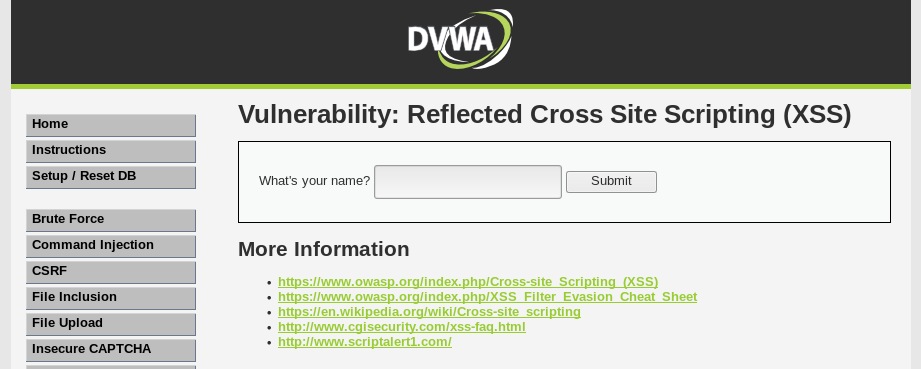 DVWA
Home
Instructions
Setup / Reset DB
Brute Force
Command Injection
CSRF
File Inclusion
File Upload
Insecure CAPTCHA
Vulnerability: Reflected Cross Site Scripting (XSS)
What's your name? Submit
More Information
• https://www.owasp.org/index.php/Cross-site_Scripting_(XSS)
• https://www.owasp.org/index.php/XSS_Filter_Evasion_Cheat_Sheet
• https://en.wikipedia.org/wiki/Cross-site_scripting
• http://www.cgisecurity.com/xss-faq.html
• http://www.scriptalert1.com/